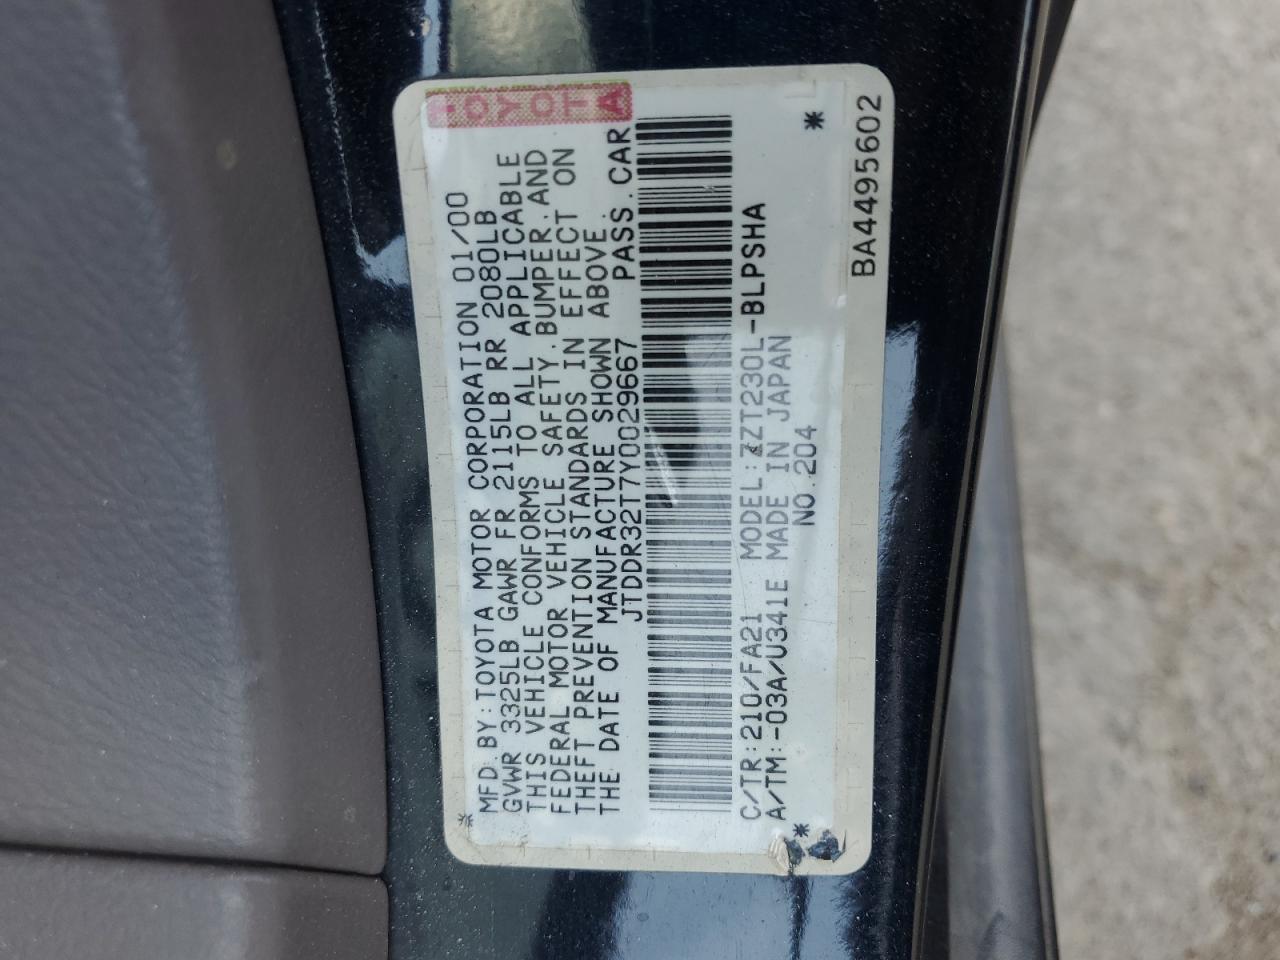 TOYOTA
MFD. BY: TOYOTA MOTOR CORPORATION 01/00
GVWR 3325LB GAWR FR 2115LB RR 2080LB
THIS VEHICLE CONFORMS TO ALL APPLICABLE
FEDERAL MOTOR VEHICLE SAFETY, BUMPER, AND
THEFT PREVENTION STANDARDS IN EFFECT ON
THE DATE OF MANUFACTURE SHOWN ABOVE.
JTDDR32T7Y0029667 PASS. CAR
C/TR:210/FA21 MODEL:ZZT230L-BLPSHA
A/TM:-03A/U341E MADE IN JAPAN
NO.204
BA4495602